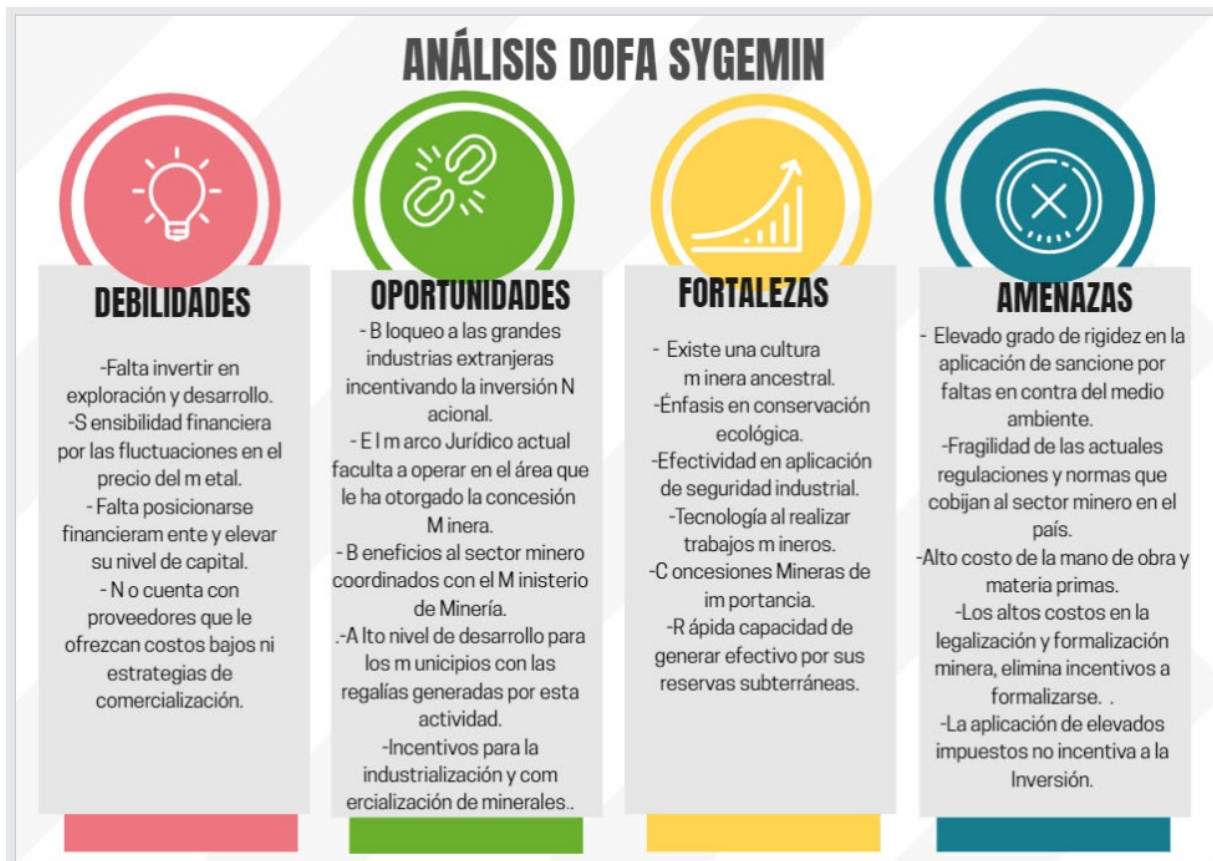 ANÁLISIS DOFA SYGEMIN
DEBILIDADES
-Falta invertir en
exploración y desarrollo.
-S ensibilidad financiera
por las fluctuaciones en el
precio del m etal.
- Falta posicionarse
financieram ente y elevar
su nivel de capital.
- N o cuenta con
proveedores que le
ofrezcan costos bajos ni
estrategias de
comercialización.
OPORTUNIDADES
- B loqueo a las grandes
industrias extranjeras
incentivando la inversión N
acional.
- E l m arco Jurídico actual
faculta a operar en el área que
le ha otorgado la concesión
M inera.
- B eneficios al sector minero
coordinados con el M inisterio
de Minería.
.-A lto nivel de desarrollo para
los m unicipios con las
regalías generadas por esta
actividad.
-Incentivos para la
industrialización y com
ercialización de minerales..
FORTALEZAS
- Existe una cultura
m inera ancestral.
-Énfasis en conservación
ecológica.
-Efectividad en aplicación
de seguridad industrial.
-Tecnología al realizar
trabajos m ineros.
-C oncesiones Mineras de
im portancia.
-R ápida capacidad de
generar efectivo por sus
reservas subterráneas.
AMENAZAS
- Elevado grado de rigidez en la
aplicación de sancione por
faltas en contra del medio
ambiente.
-Fragilidad de las actuales
regulaciones y normas que
cobijan al sector minero en el
país.
-Alto costo de la mano de obra y
materia primas.
-Los altos costos en la
legalización y formalización
minera, elimina incentivos a
formalizarse. .
-La aplicación de elevados
impuestos no incentiva a la
Inversión.